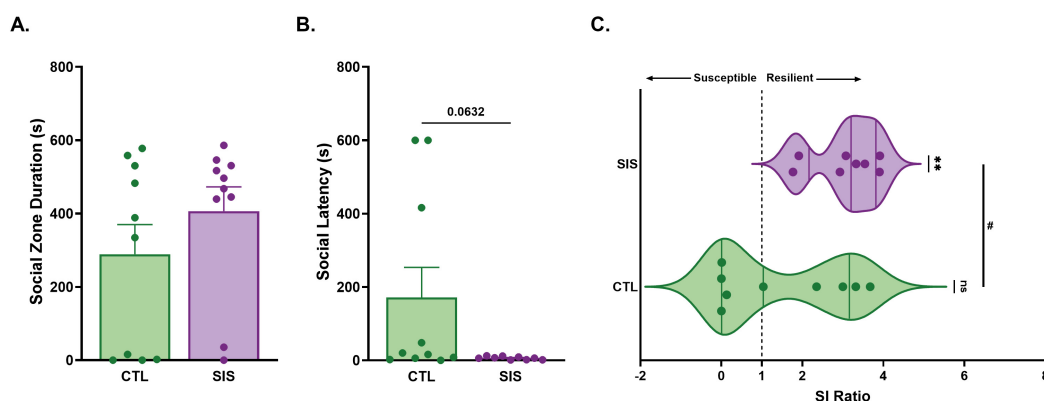 A.
Social Zone Duration (s)
800
600
400
200
0
CTL
SIS
B.
Social Latency (s)
800
600
400
200
0
0.0632
CTL
SIS
C.
Susceptible
Resilient
SIS
CTL
**
ns
#
-2
0
1
2
4
6
8
SI Ratio